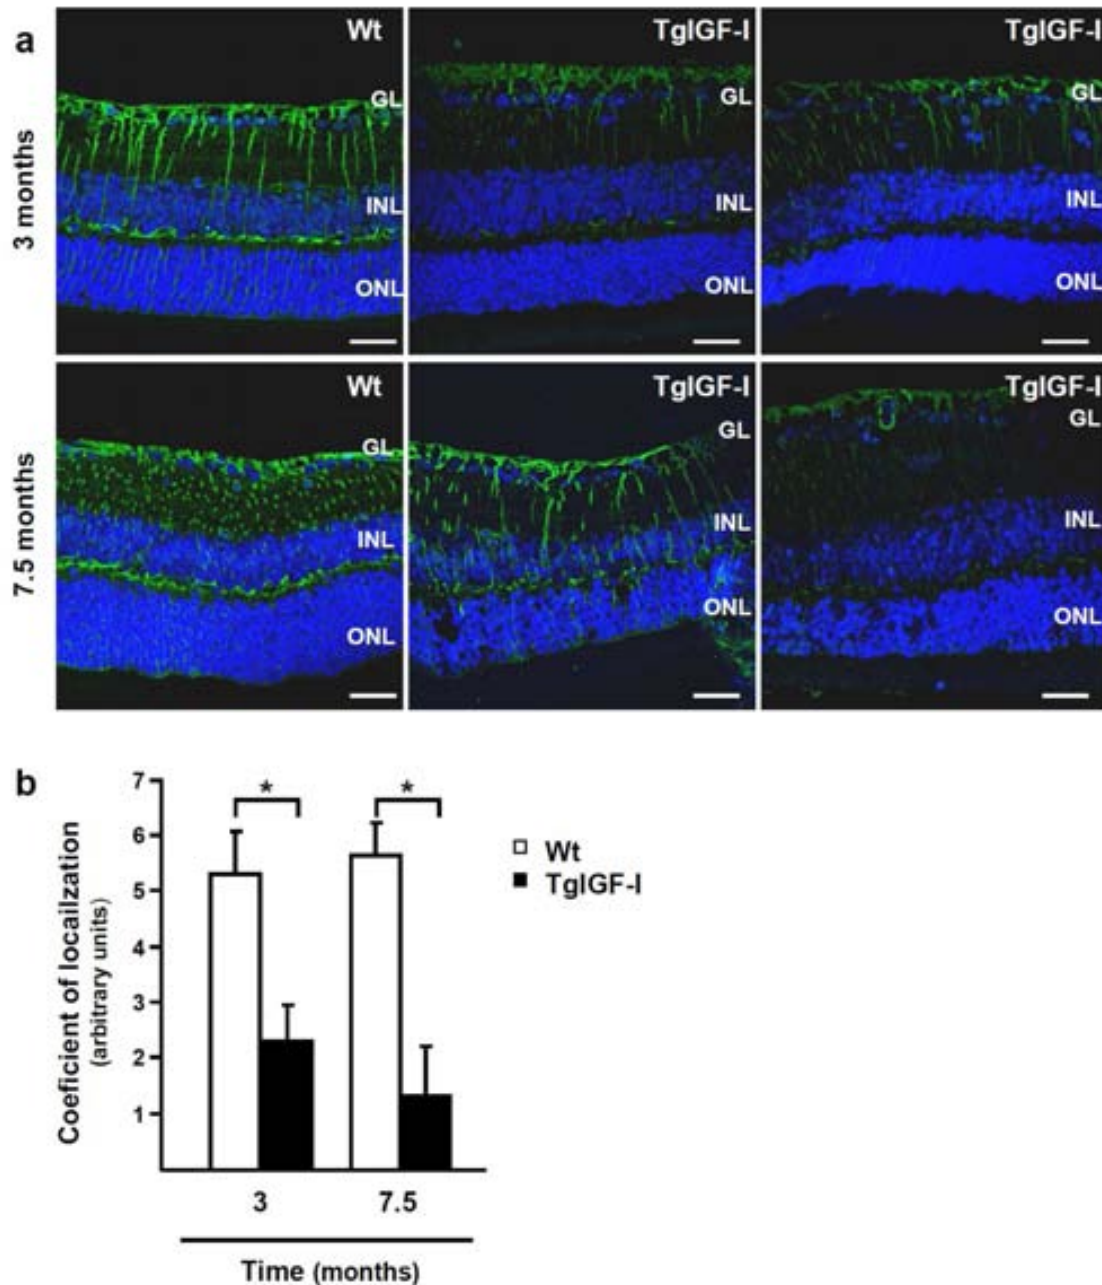 a
Wt
TgIGF-I
TgIGF-I
3 months
GL
GL
GL
INL
INL
INL
ONL
ONL
ONL
Wt
TgIGF-I
TgIGF-I
7.5 months
GL
GL
GL
INL
INL
INL
ONL
ONL
ONL
b
Coeficient of locailzation
(arbitrary units)
7
6
5
4
3
2
1
*
*
Wt
TgIGF-I
3
7.5
Time (months)